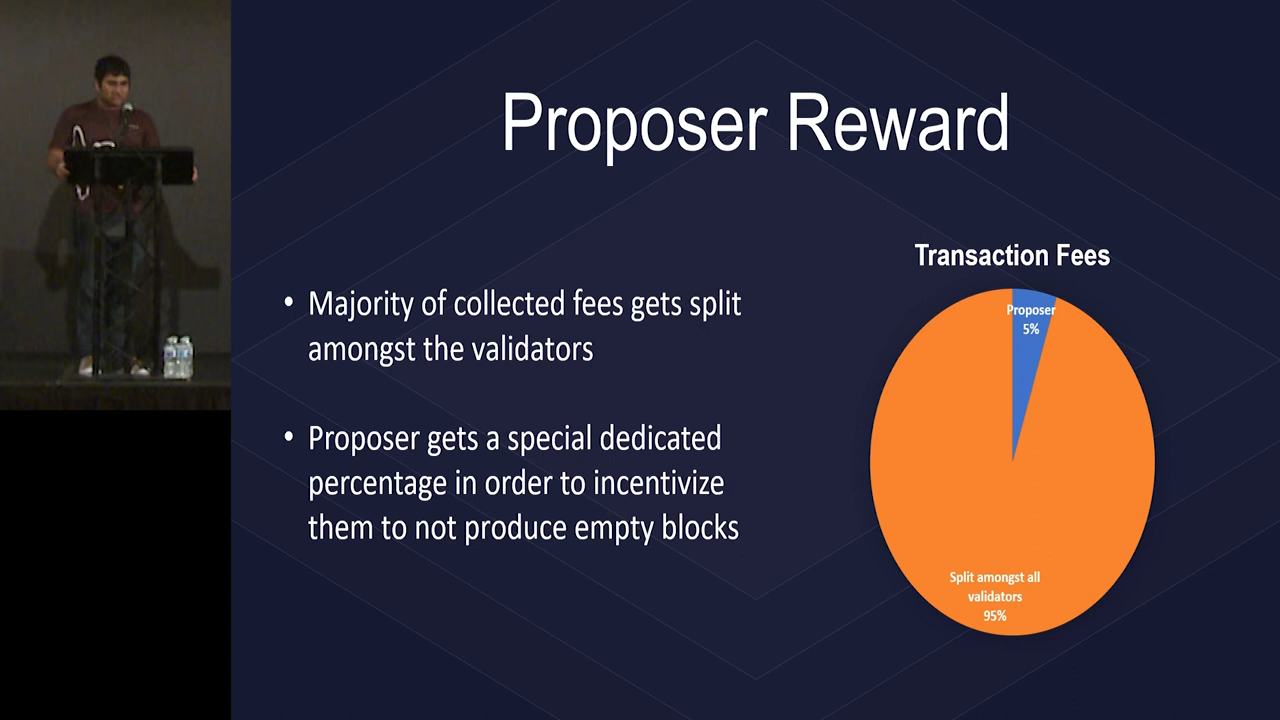 Proposer Reward
• Majority of collected fees gets split
amongst the validators
• Proposer gets a special dedicated
percentage in order to incentivize
them to not produce empty blocks
Transaction Fees
Proposer
5%
Split amongst all
validators
95%